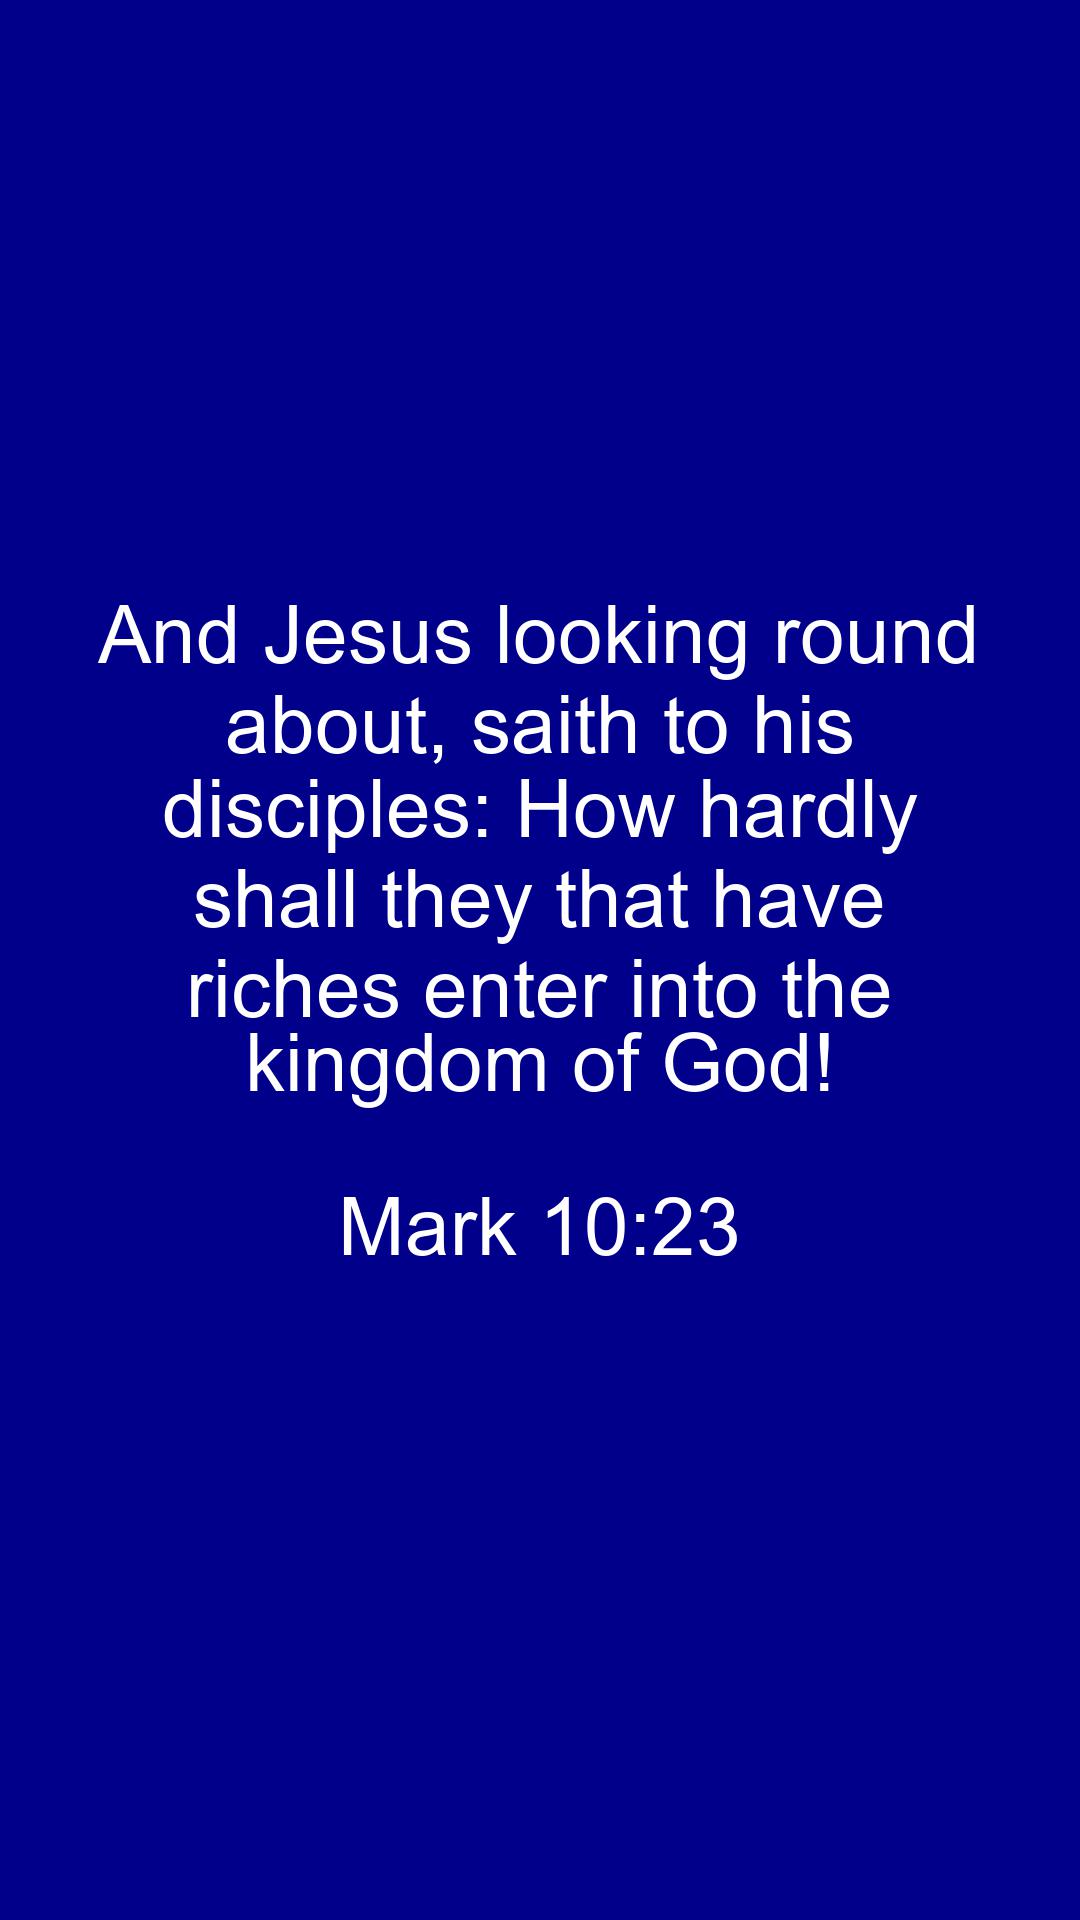 And Jesus looking round
about, saith to his
disciples: How hardly
shall they that have
riches enter into the
kingdom of God!
Mark 10:23